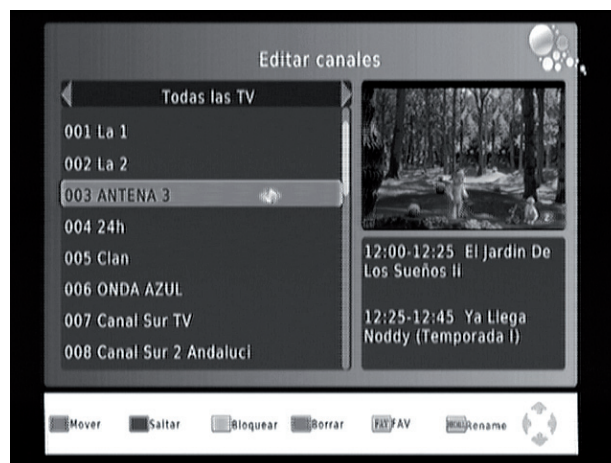 Editar canales
Todas las TV
001 La 1
002 La 2
003 ANTENA 3
004 24h
005 Clan
006 ONDA AZUL
007 Canal Sur TV
008 Canal Sur 2 Andaluci
12:00-12:25 El Jardin De
Los Sueños Ii
12:25-12:45 Ya Llega
Noddy (Temporada I)
Mover Saltar Bloquear Borrar FAV FAV Rename